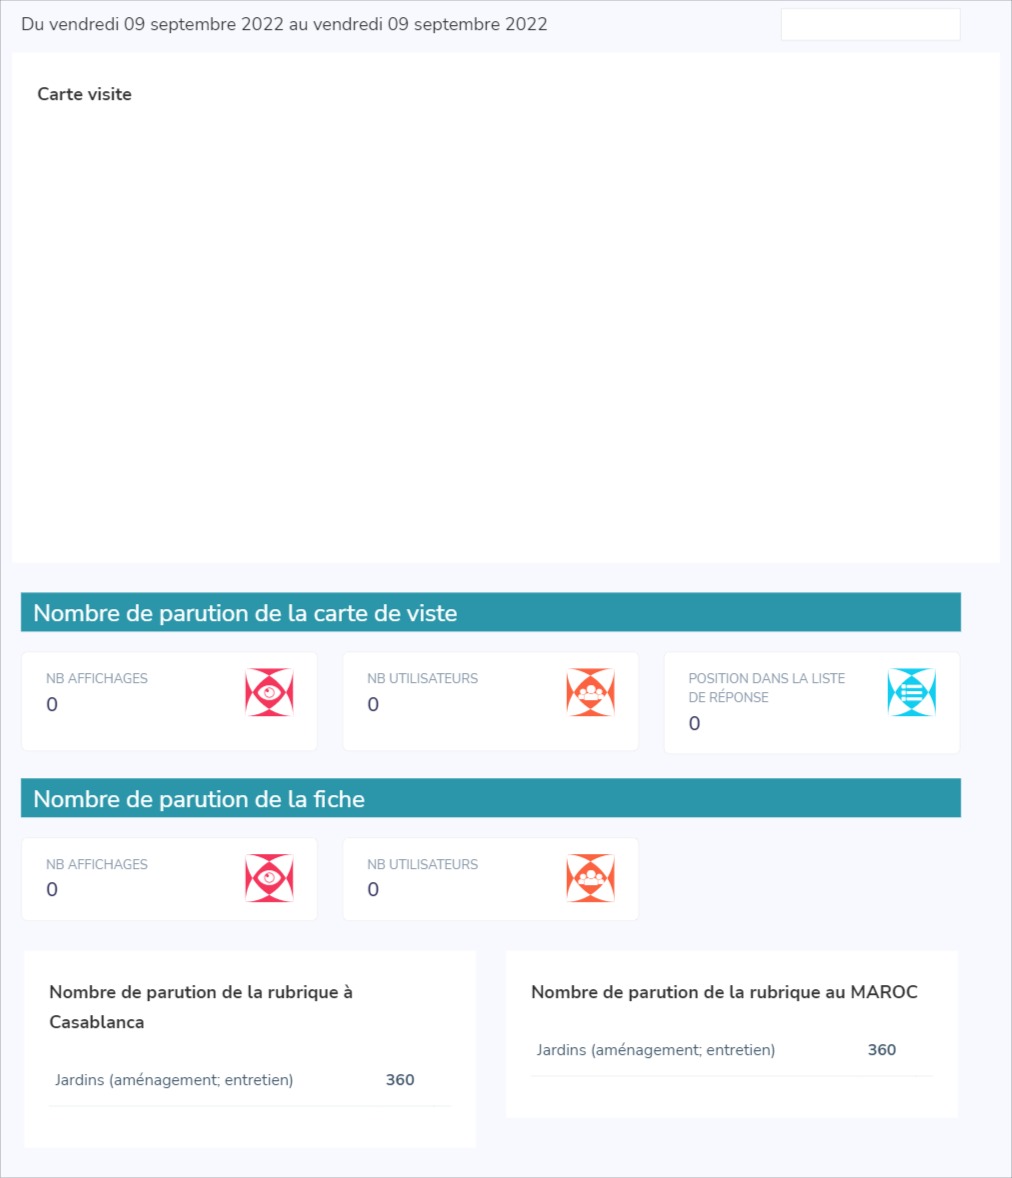 Du vendredi 09 septembre 2022 au vendredi 09 septembre 2022
Carte visite
Nombre de parution de la carte de viste
NB AFFICHAGES
0
NB UTILISATEURS
0
POSITION DANS LA LISTE
DE RÉPONSE
0
Nombre de parution de la fiche
NB AFFICHAGES
0
NB UTILISATEURS
0
Nombre de parution de la rubrique à
Casablanca
Jardins (aménagement; entretien) 360
Nombre de parution de la rubrique au MAROC
Jardins (aménagement; entretien) 360